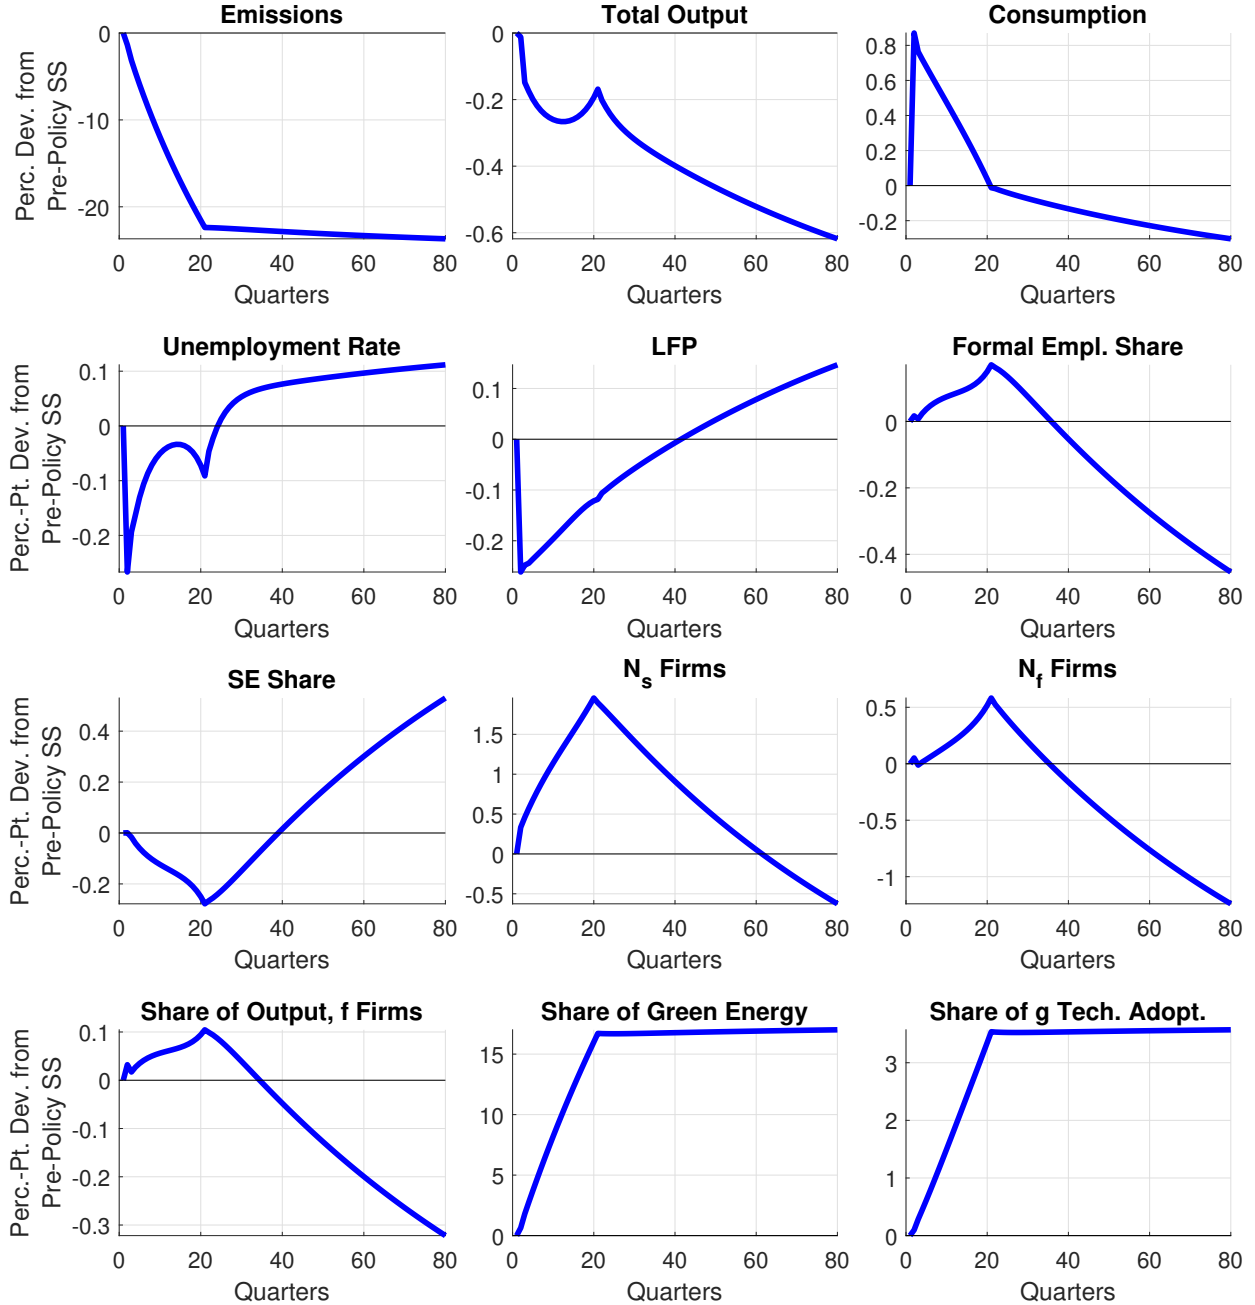 Emissions
Total Output
Consumption
Perc. Dev. from
Pre-Policy SS
0
-10
-20
0
-0.2
-0.4
-0.6
0.8
0.6
0.4
0.2
0
-0.2
0 20 40 60 80
0 20 40 60 80
0 20 40 60 80
Quarters
Quarters
Quarters
Unemployment Rate
LFP
Formal Empl. Share
Perc.-Pt. Dev. from
Pre-Policy SS
0.1
0
-0.1
-0.2
0.1
0
-0.1
-0.2
0
-0.2
-0.4
0 20 40 60 80
0 20 40 60 80
0 20 40 60 80
Quarters
Quarters
Quarters
SE Share
N_s Firms
N_f Firms
Perc.-Pt. Dev. from
Pre-Policy SS
0.4
0.2
0
-0.2
1.5
1
0.5
0
-0.5
0.5
0
-0.5
-1
0 20 40 60 80
0 20 40 60 80
0 20 40 60 80
Quarters
Quarters
Quarters
Share of Output, f Firms
Share of Green Energy
Share of g Tech. Adopt.
Perc.-Pt. Dev. from
Pre-Policy SS
0.1
0
-0.1
-0.2
-0.3
15
10
5
0
3
2
1
0
0 20 40 60 80
0 20 40 60 80
0 20 40 60 80
Quarters
Quarters
Quarters